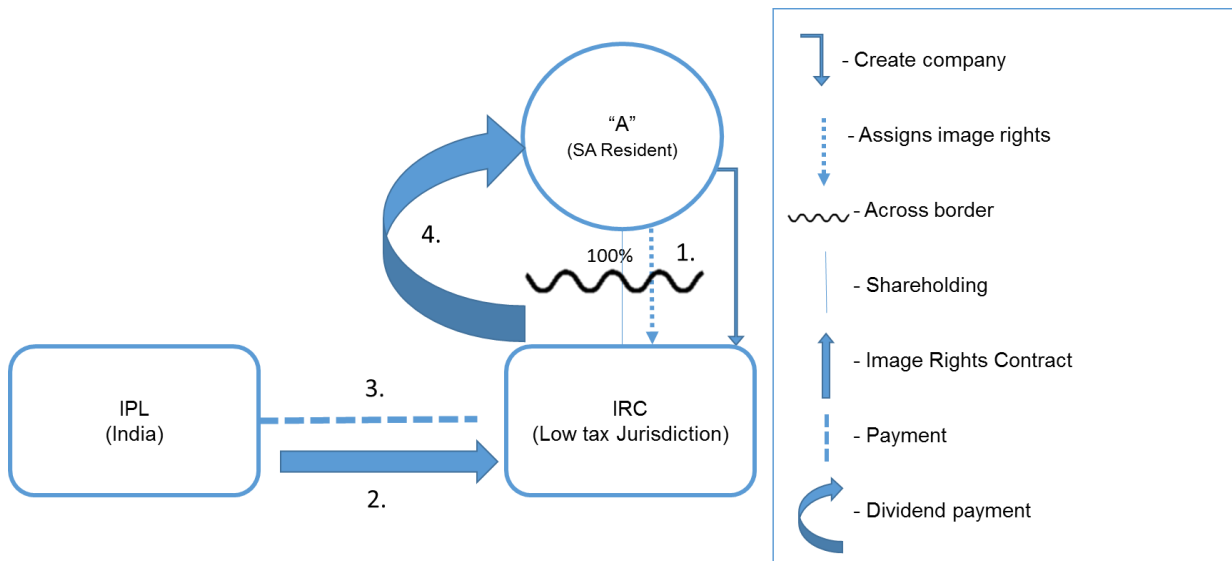 “A”
(SA Resident)
4.
100%
1.
3.
IPL
(India)
IRC
(Low tax Jurisdiction)
2.
- Create company
- Assigns image rights
- Across border
- Shareholding
- Image Rights Contract
- Payment
- Dividend payment